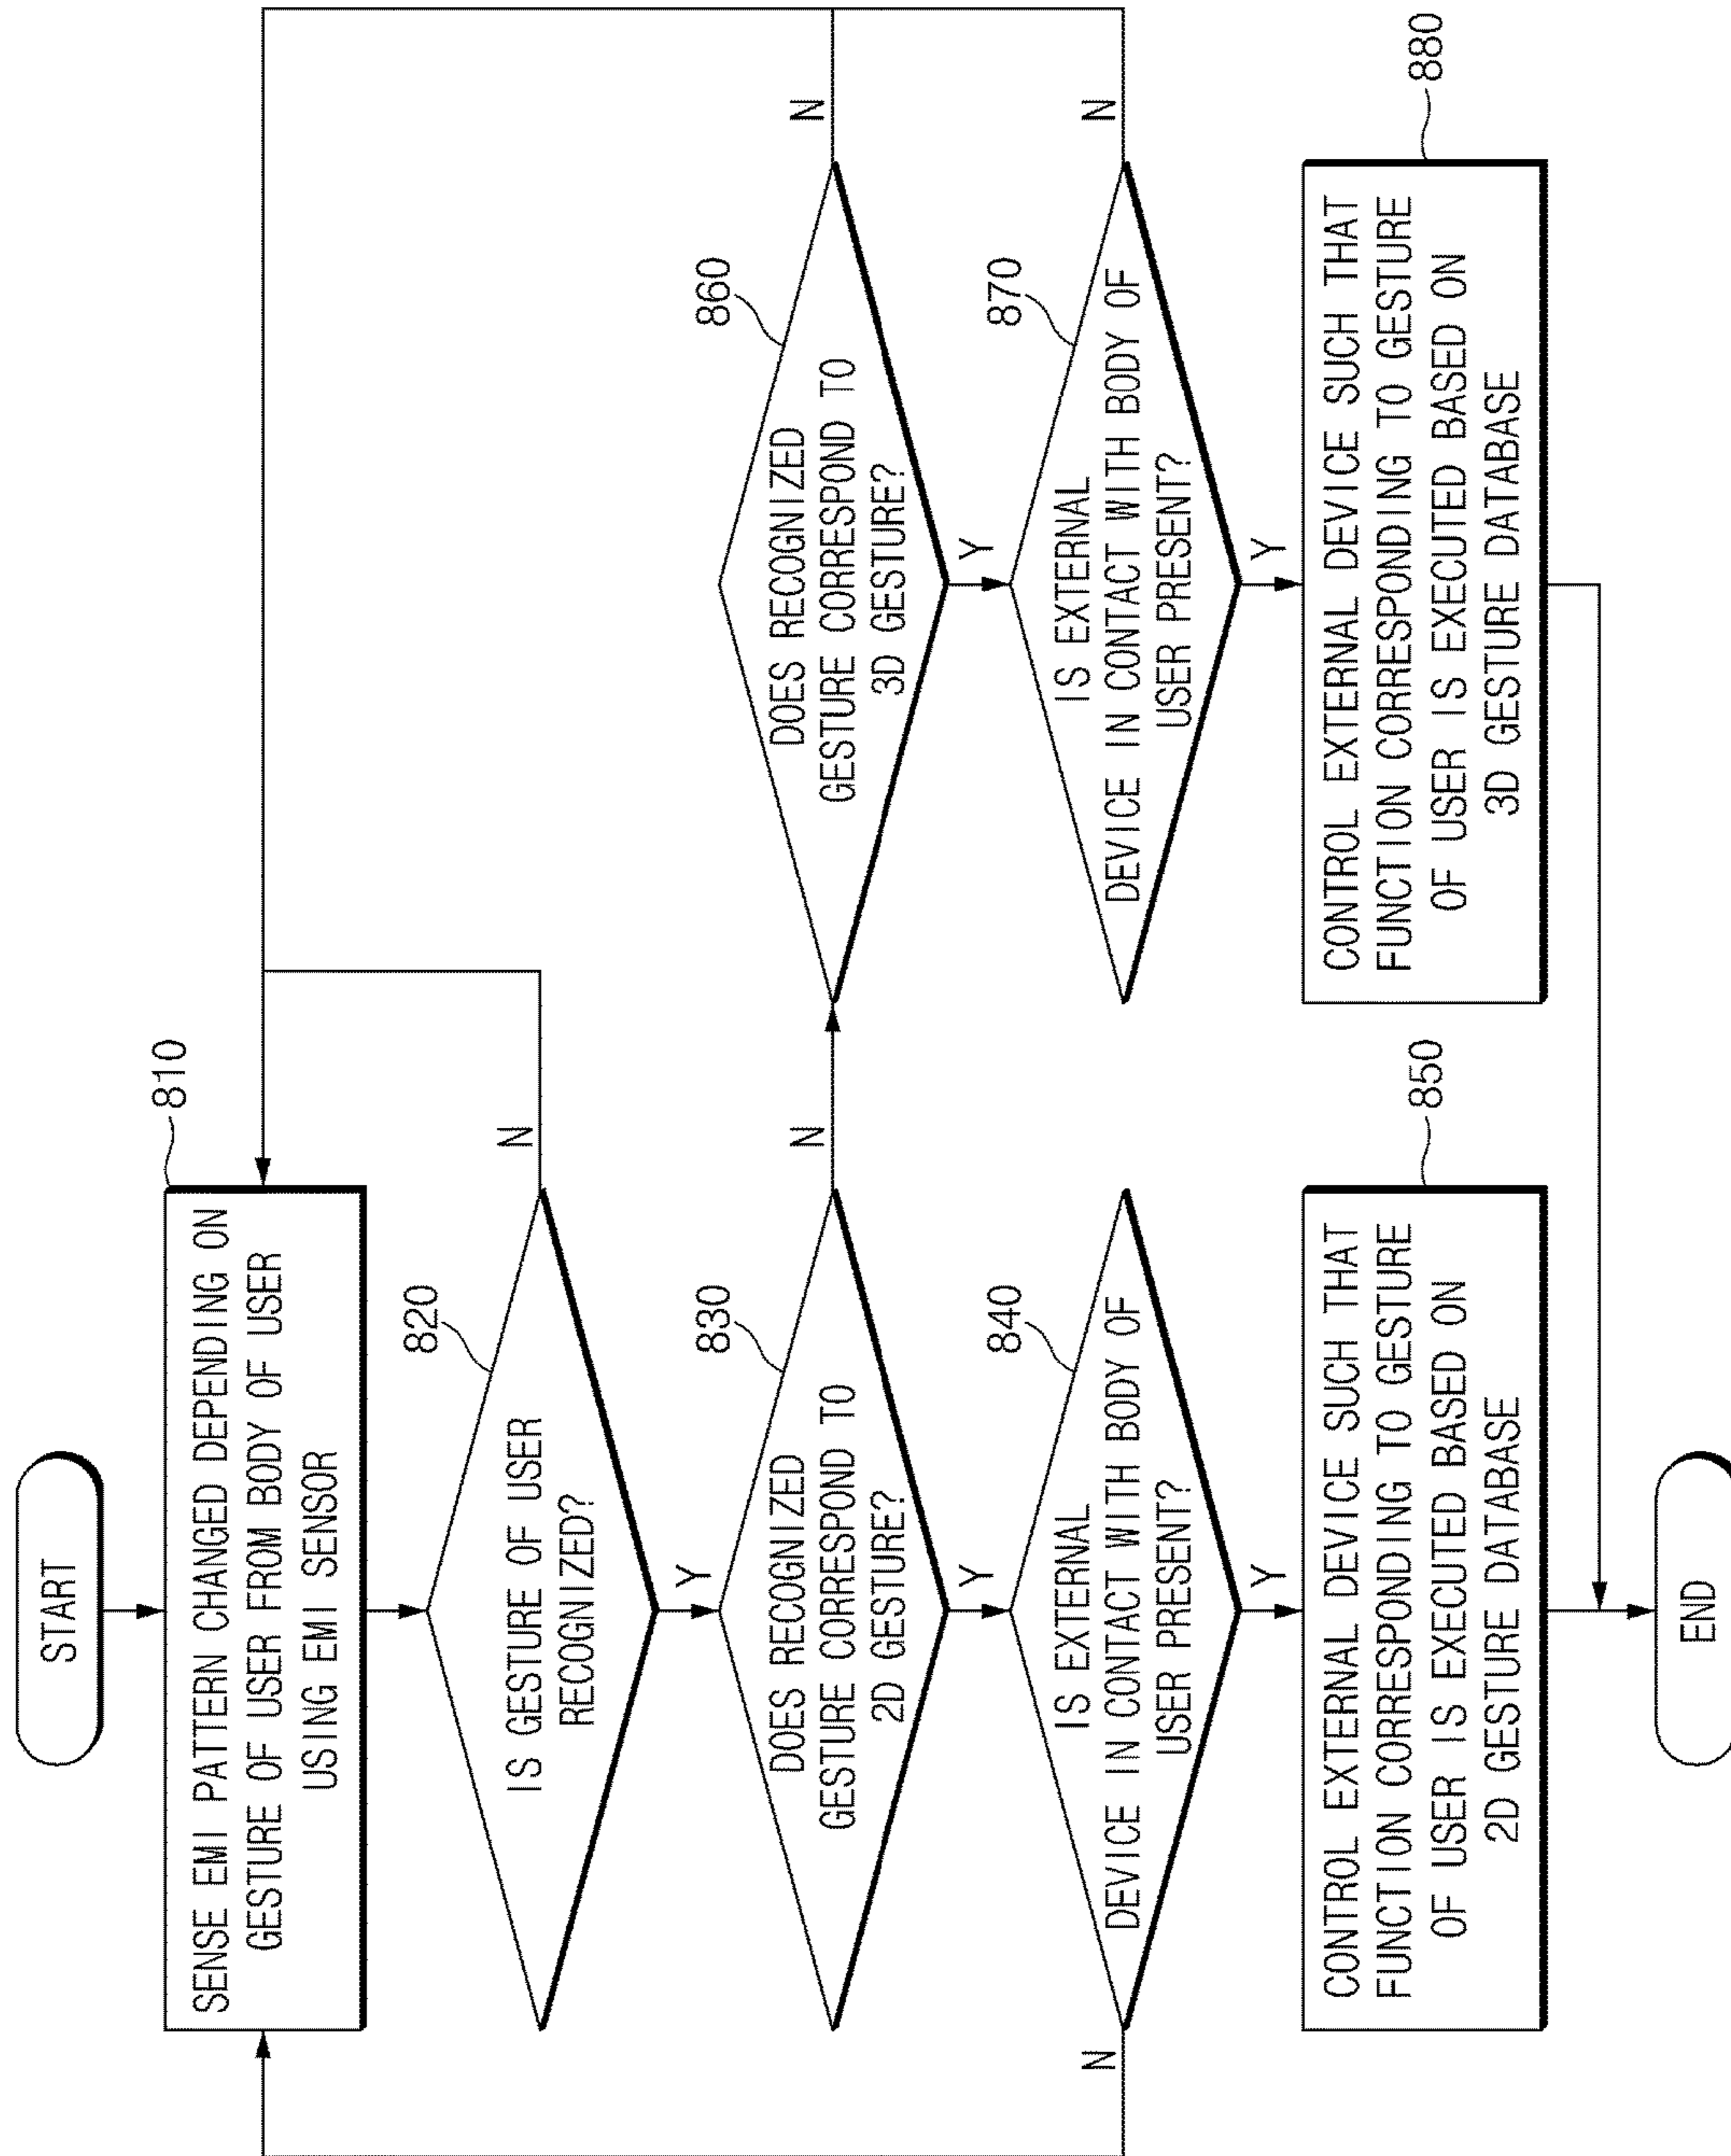 START
SENSE EMI PATTERN CHANGED DEPENDING ON
GESTURE OF USER FROM BODY OF USER
USING EMI SENSOR
810
IS GESTURE OF USER
RECOGNIZED?
820
N
Y
DOES RECOGNIZED
GESTURE CORRESPOND TO
2D GESTURE?
830
N
Y
DOES RECOGNIZED
GESTURE CORRESPOND TO
3D GESTURE?
860
N
Y
IS EXTERNAL
DEVICE IN CONTACT WITH BODY OF
USER PRESENT?
840
N
Y
IS EXTERNAL
DEVICE IN CONTACT WITH BODY OF
USER PRESENT?
870
N
Y
CONTROL EXTERNAL DEVICE SUCH THAT
FUNCTION CORRESPONDING TO GESTURE
OF USER IS EXECUTED BASED ON
2D GESTURE DATABASE
850
CONTROL EXTERNAL DEVICE SUCH THAT
FUNCTION CORRESPONDING TO GESTURE
OF USER IS EXECUTED BASED ON
3D GESTURE DATABASE
880
END